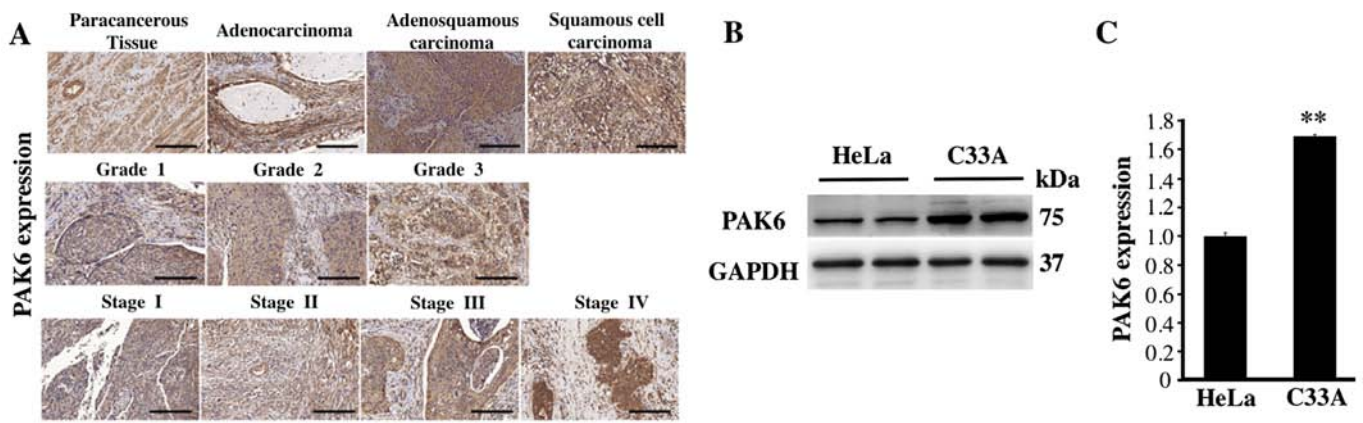 A
Paracancerous Tissue
Adenocarcinoma
Adenosquamous carcinoma
Squamous cell carcinoma
PAK6 expression
Grade 1
Grade 2
Grade 3
Stage I
Stage II
Stage III
Stage IV
B
HeLa
C33A
kDa
PAK6
75
GAPDH
37
C
PAK6 expression
1.8
1.6
1.4
1.2
1.0
0.8
0.6
0.4
0.2
0
**
HeLa
C33A